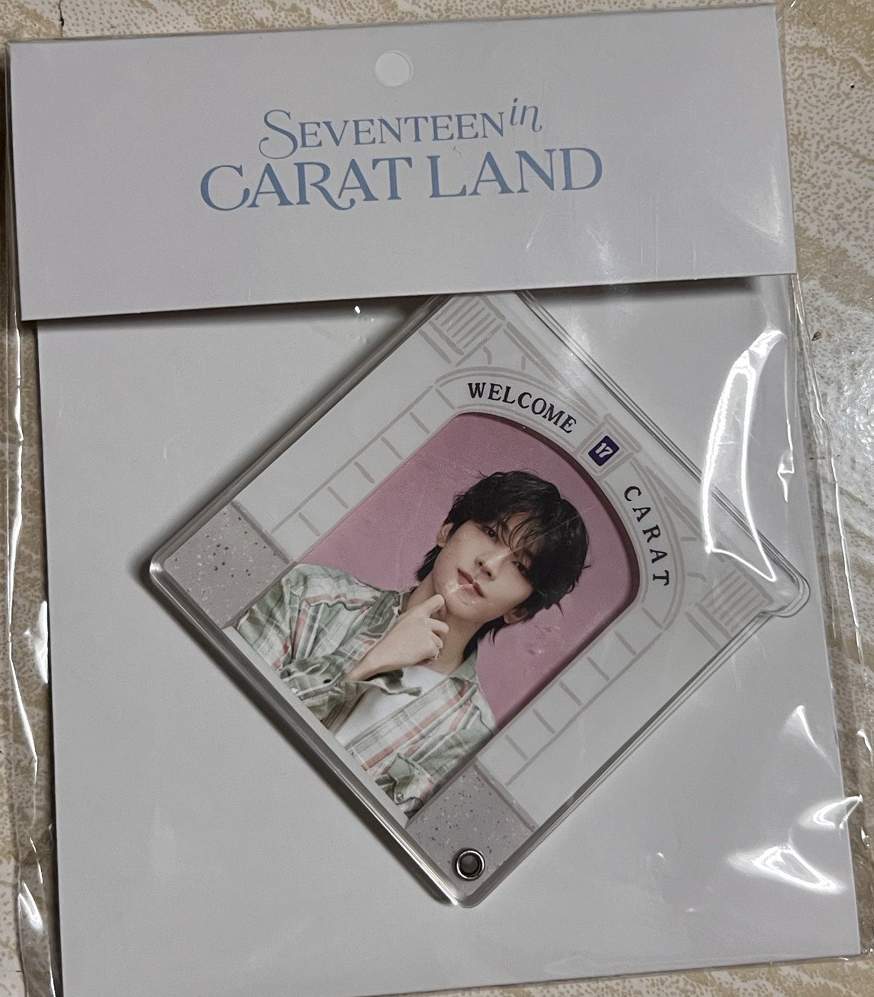 SEVENTEEN in
CARAT LAND
WELCOME
17
CARAT